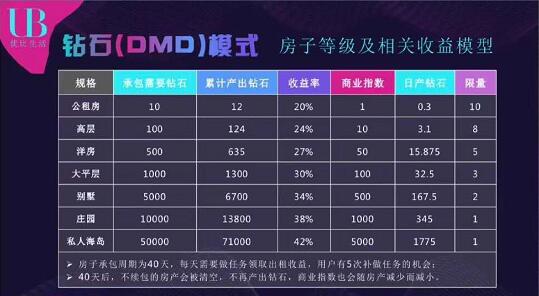 UB
优比生活
钻石(DMD)模式 房子等级及相关收益模型
规格 承包需要钻石 累计产出钻石 收益率 商业指数 日产钻石 限量
公租房 10 12 20% 1 0.3 10
高层 100 124 24% 10 3.1 8
洋房 500 635 27% 50 15.875 5
大平层 1000 1300 30% 100 32.5 3
别墅 5000 6700 34% 500 167.5 2
庄园 10000 13800 38% 1000 345 1
私人海岛 50000 71000 42% 5000 1775 1
房子承包周期为40天，每天需要做任务领取出租收益，用户有5次补做任务的机会；
40天后，不续包的房产会被清空，不再产出钻石，商业指数也会随房产减少而减小。